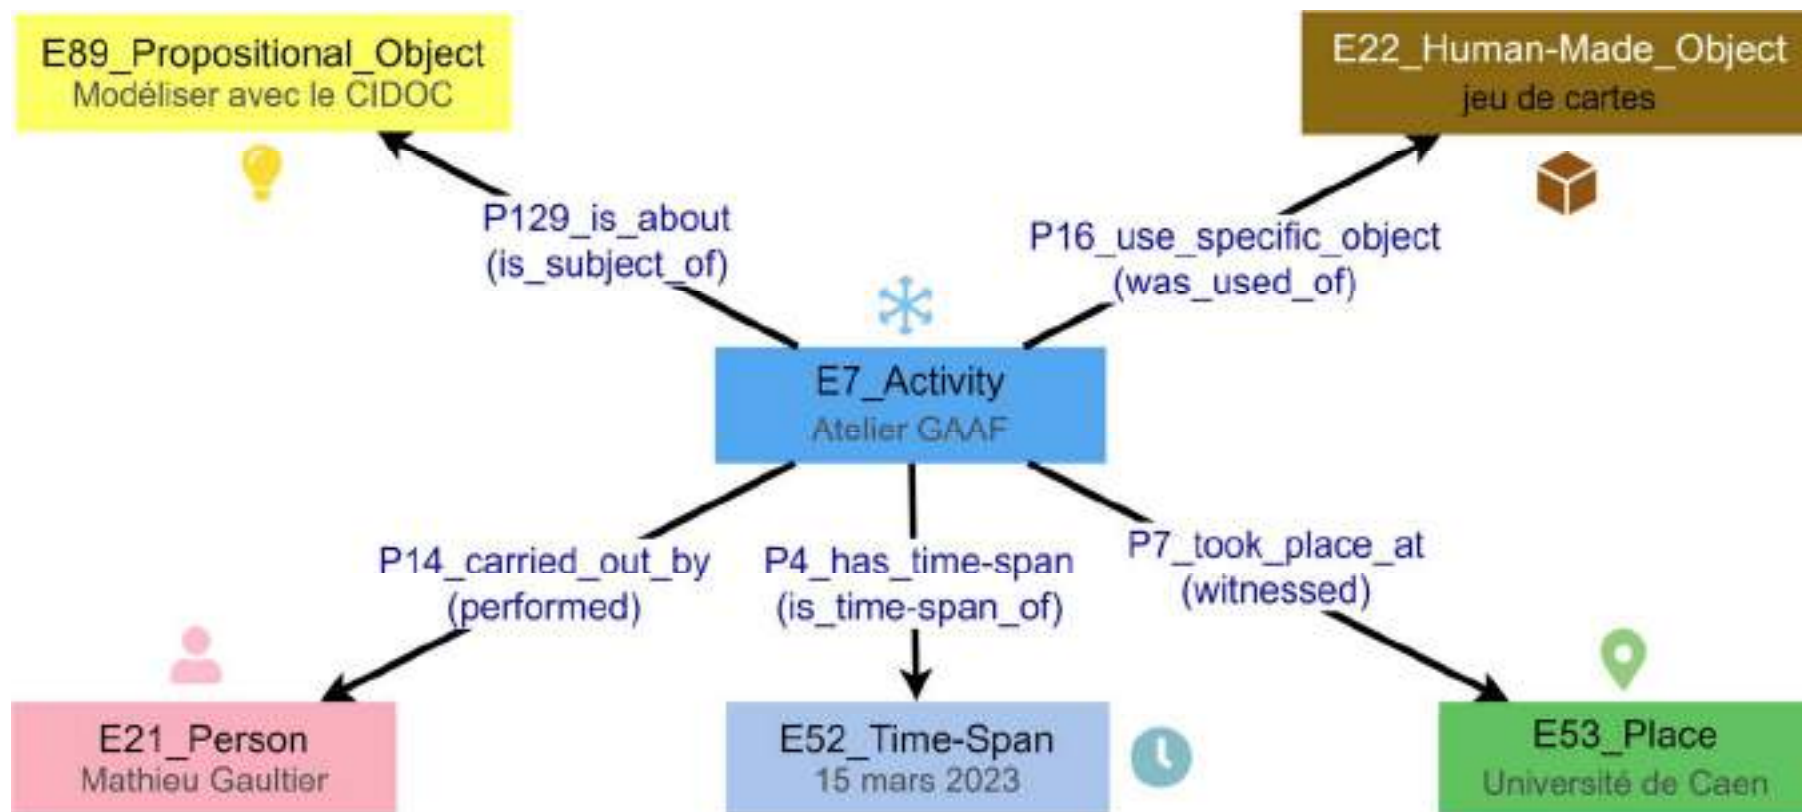 E89_Propositional_Object
Modéliser avec le CIDOC
E22_Human-Made_Object
jeu de cartes
P129_is_about
(is_subject_of)
P16_use_specific_object
(was_used_of)
E7_Activity
Atelier GAAF
P14_carried_out_by
(performed)
P4_has_time-span
(is_time-span_of)
P7_took_place_at
(witnessed)
E21_Person
Mathieu Gaultier
E52_Time-Span
15 mars 2023
E53_Place
Université de Caen